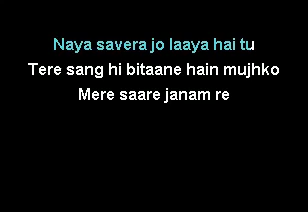 Naya savera jo laaya hai tu
Tere sang hi bitaane hain mujhko
Mere saare janam re